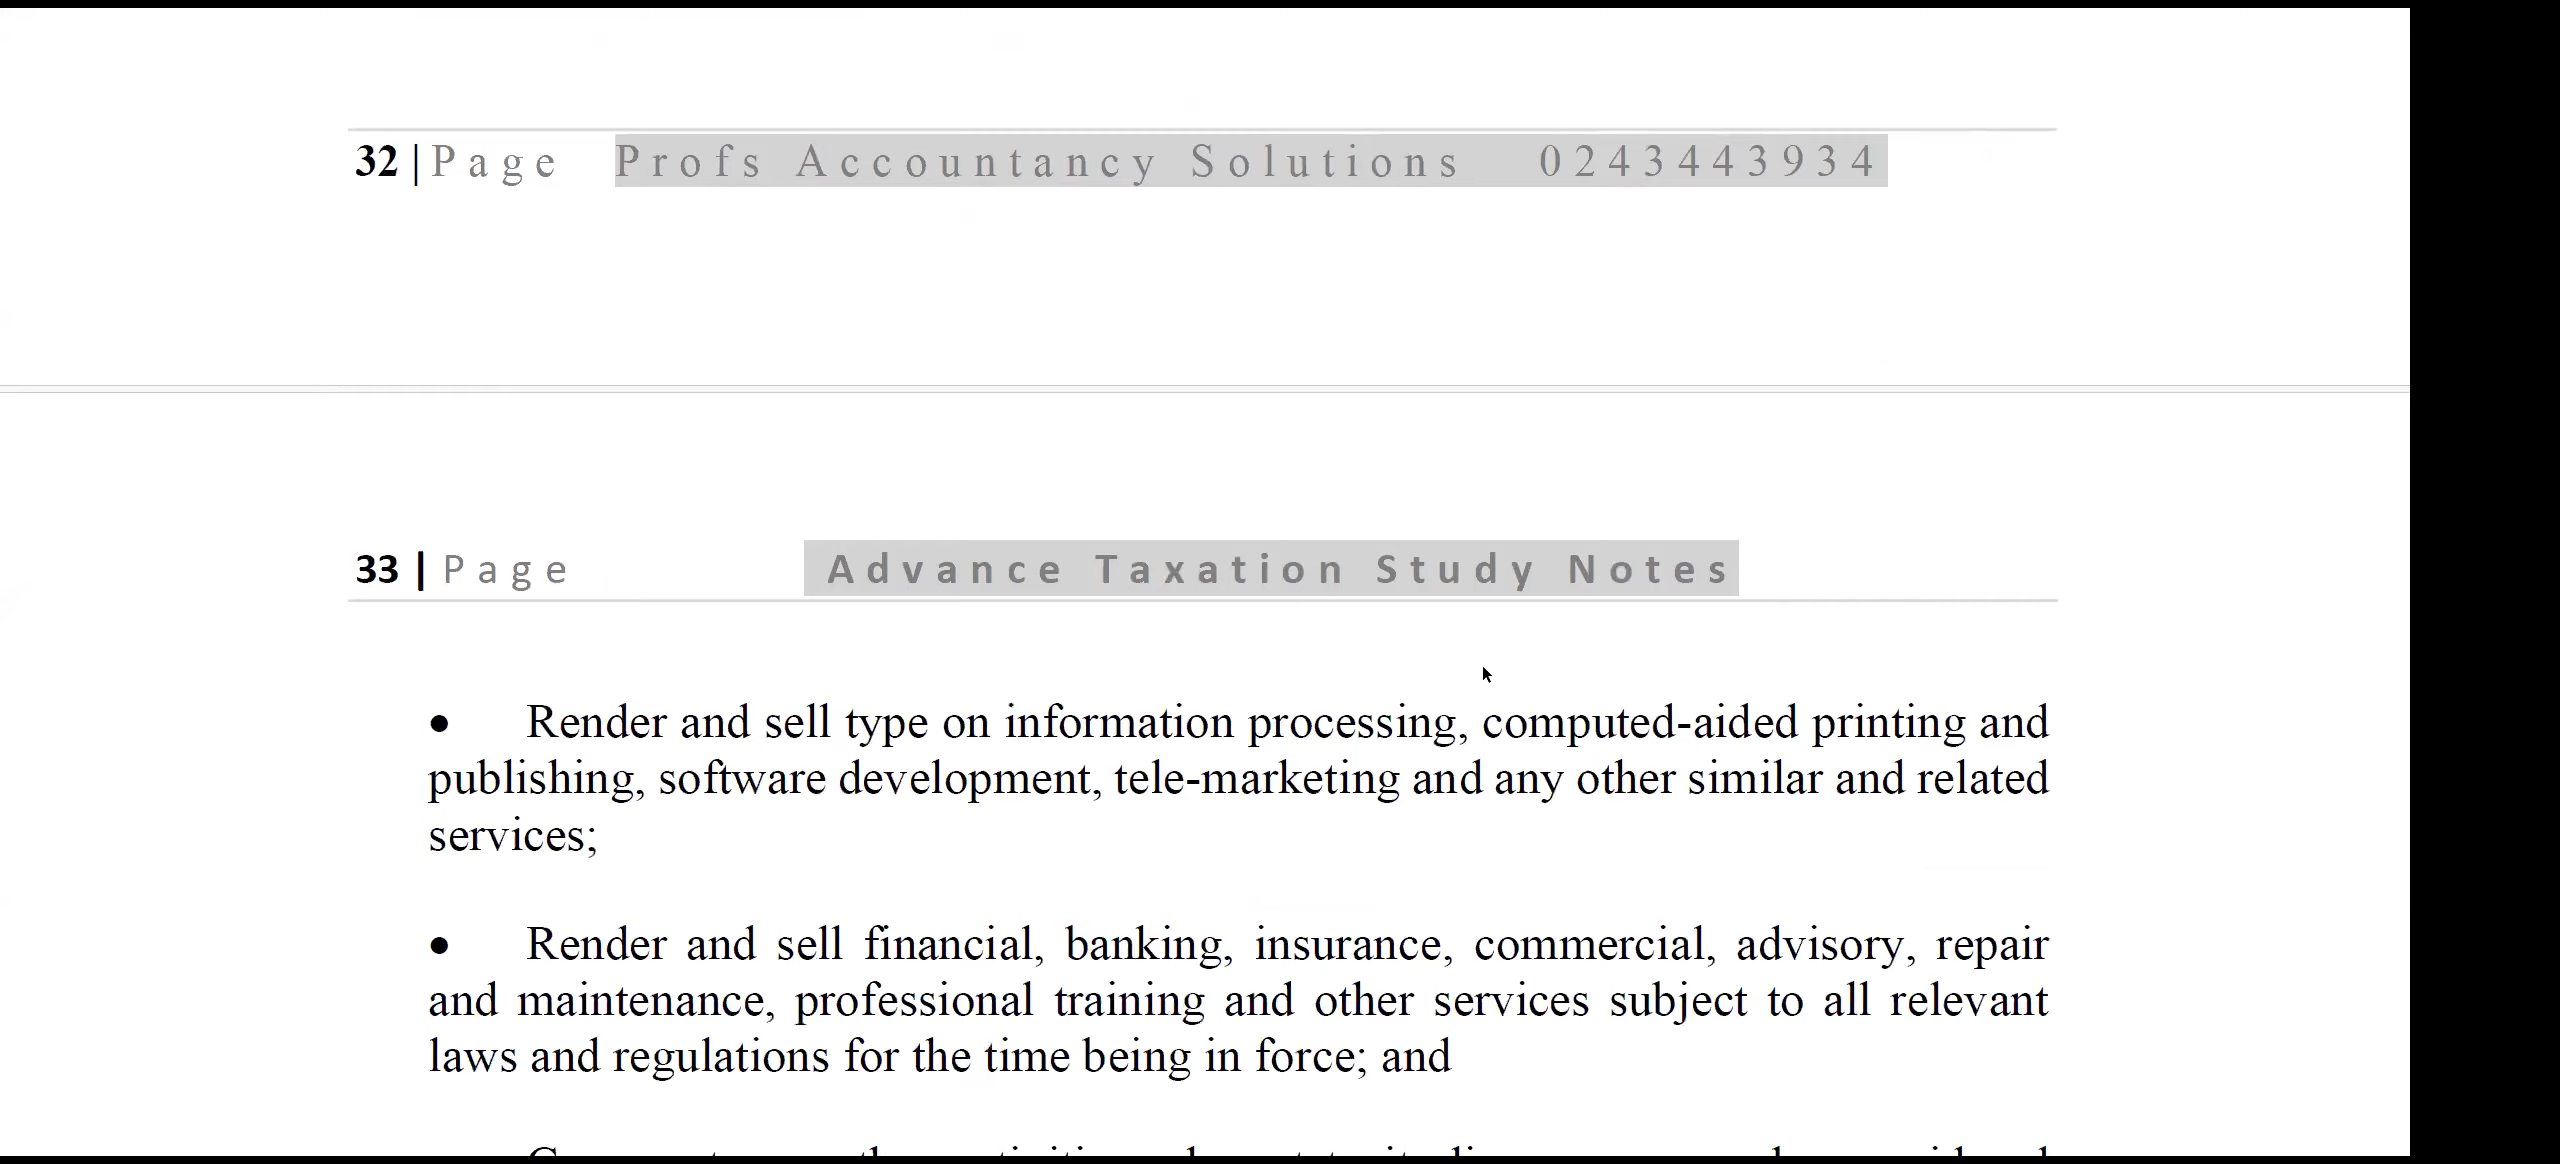 32 | Page Profs Accountancy Solutions 0243443934
33 | Page Advance Taxation Study Notes
• Render and sell type on information processing, computed-aided printing and
publishing, software development, tele-marketing and any other similar and related
services;
• Render and sell financial, banking, insurance, commercial, advisory, repair
and maintenance, professional training and other services subject to all relevant
laws and regulations for the time being in force; and